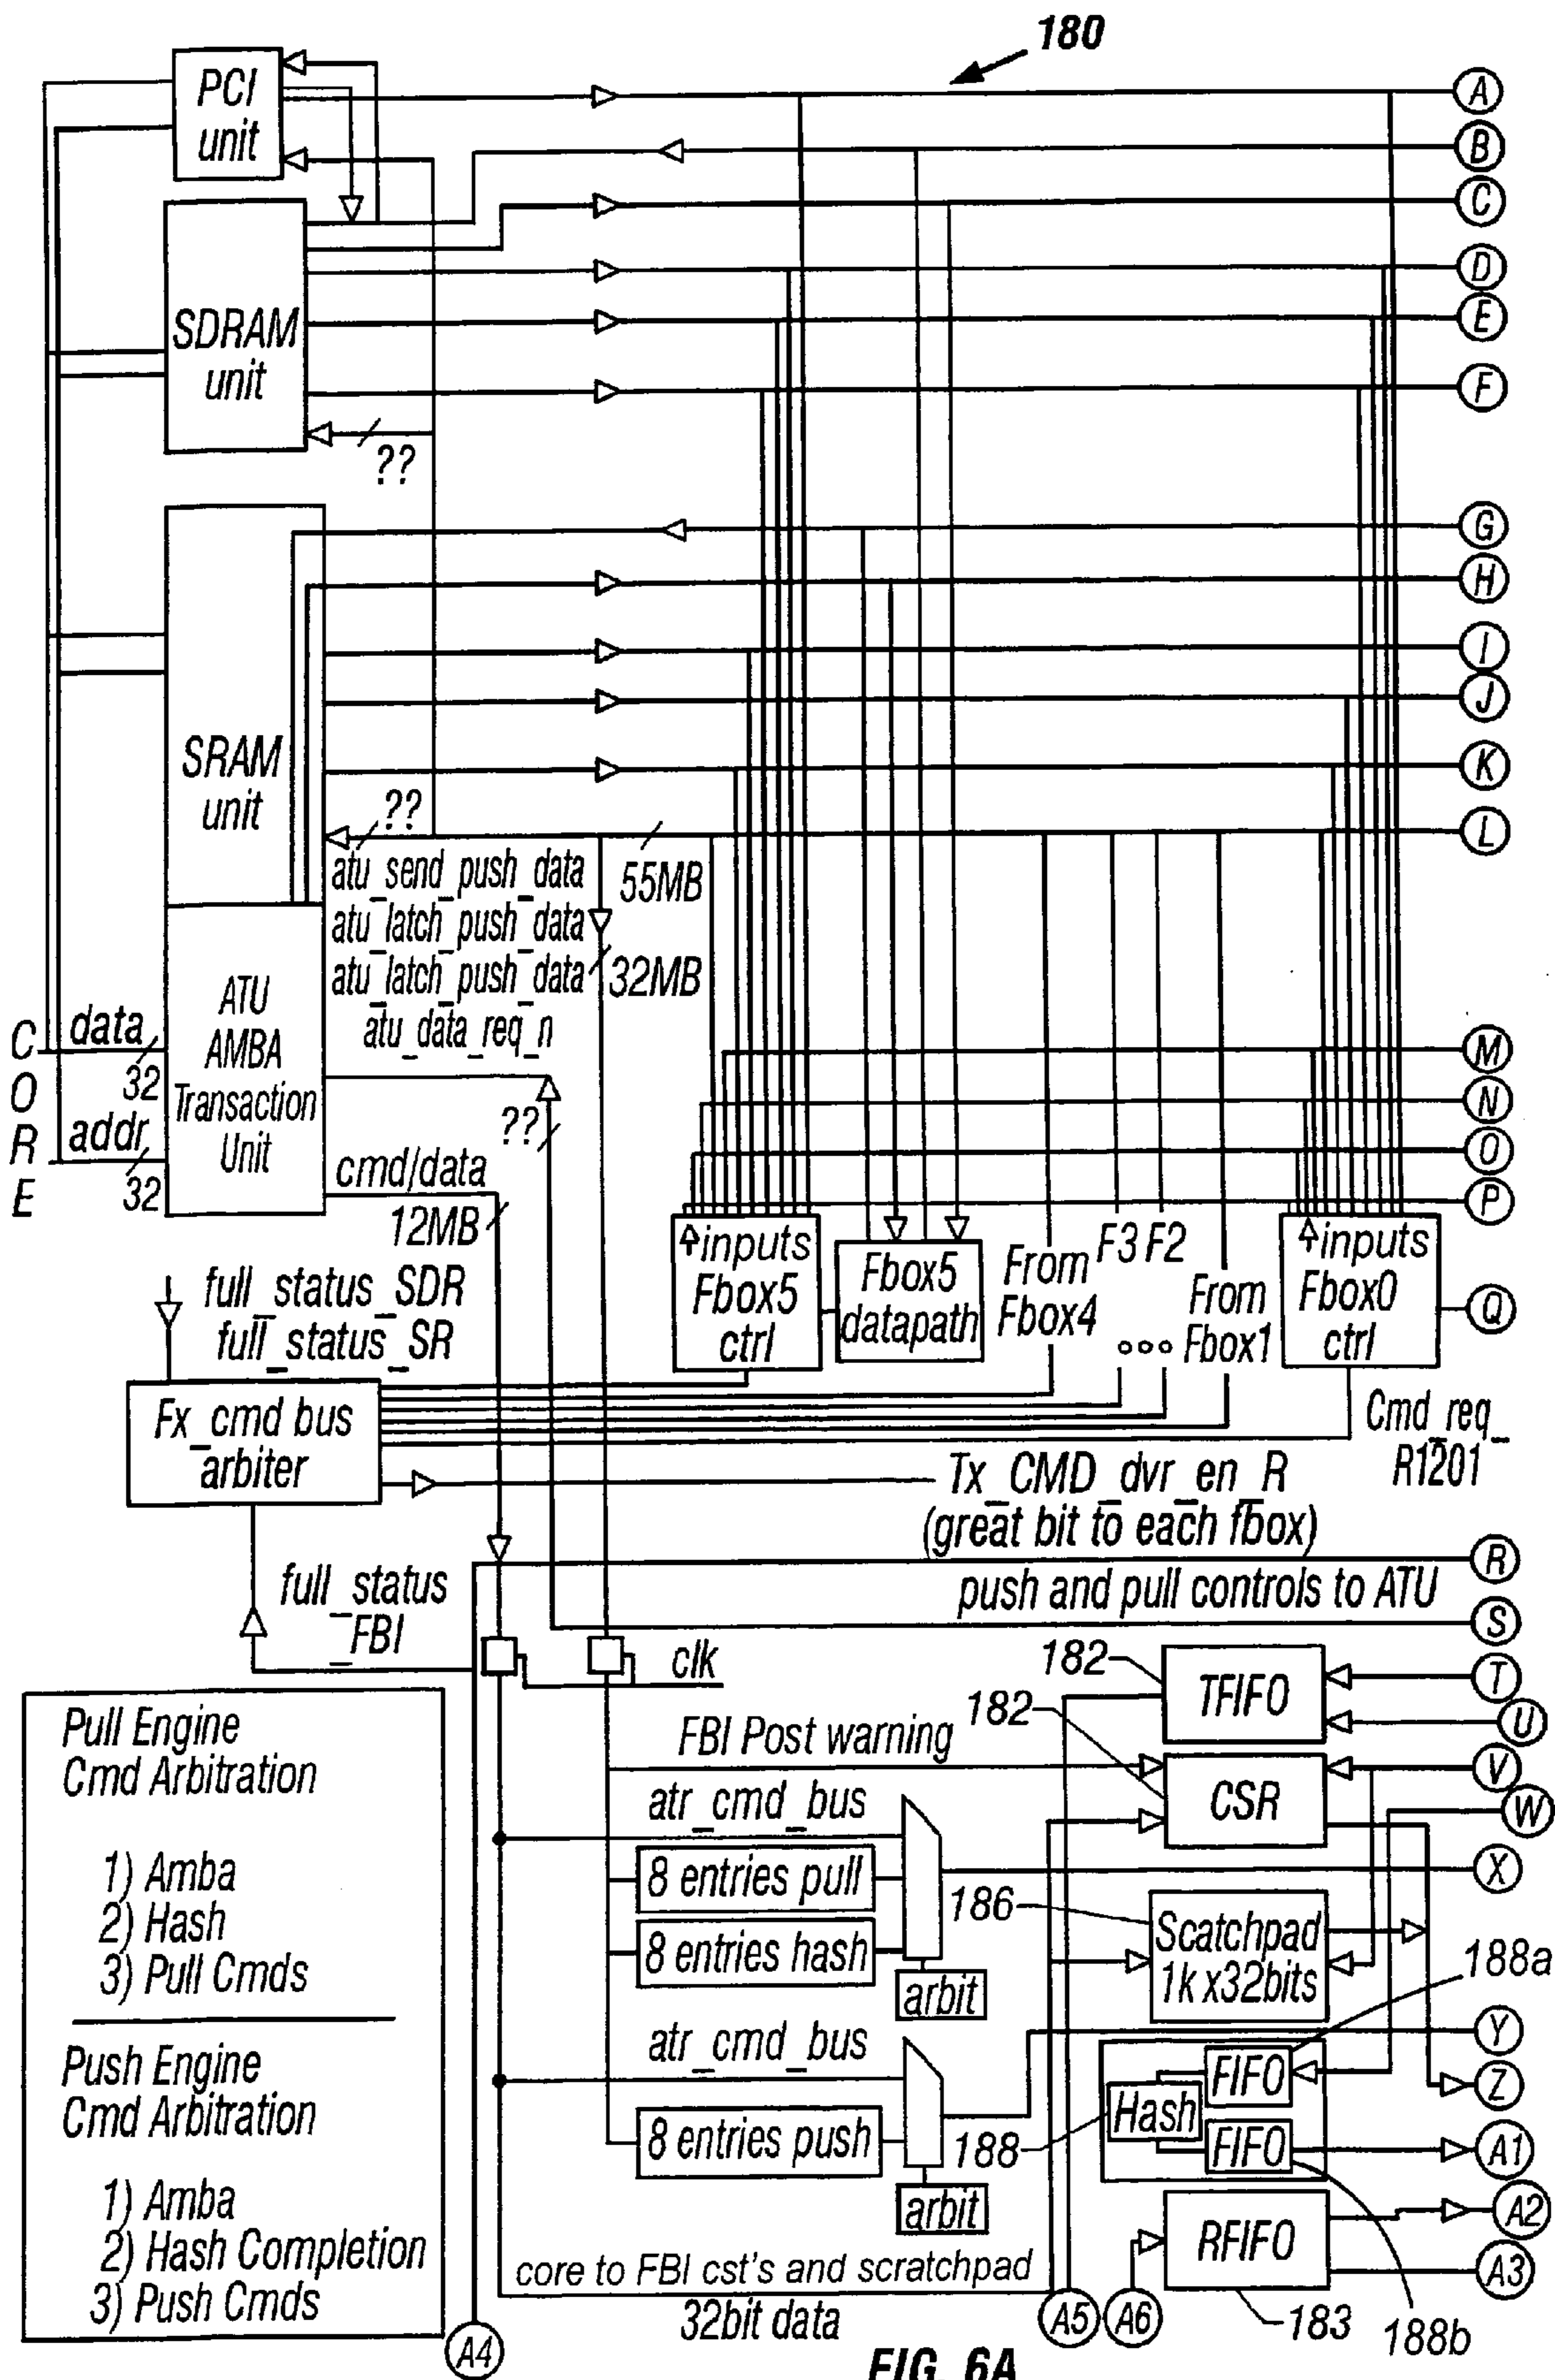 180
PCI
unit
A
B
C
D
SDRAM
unit
E
F
??
G
H
I
J
SRAM
unit
K
??
L
atu_send_push_data
55MB
atu_latch_push_data
atu_latch_push_data
32MB
atu_data_req_n
ATU
AMBA
Transaction
Unit
CORE
data
32
addr
32
M
N
O
P
??
cmd/data
12MB
inputs
Fbox5
ctrl
Fbox5
datapath
From
Fbox4
F3 F2
ooo
From
Fbox1
inputs
Fbox0
ctrl
Q
full_status_SDR
full_status_SR
Fx_cmd bus
arbiter
Cmd_req_
R1201
Tx_CMD_dvr_en_R
(great bit to each fbox)
R
full_status
_FBI
push and pull controls to ATU
S
clk
182
TFIFO
T
U
182
FBI Post warning
CSR
V
W
atr_cmd_bus
8 entries pull
X
8 entries hash
arbit
186
Scatchpad
1k x32bits
188a
Pull Engine
Cmd Arbitration
1) Amba
2) Hash
3) Pull Cmds
Push Engine
Cmd Arbitration
1) Amba
2) Hash Completion
3) Push Cmds
atr_cmd_bus
Y
FIFO
Z
Hash
8 entries push
188
FIFO
A1
arbit
A2
RFIFO
A3
core to FBI cst's and scratchpad
32bit data
A4
A5
A6
183
188b
FIG. 6A